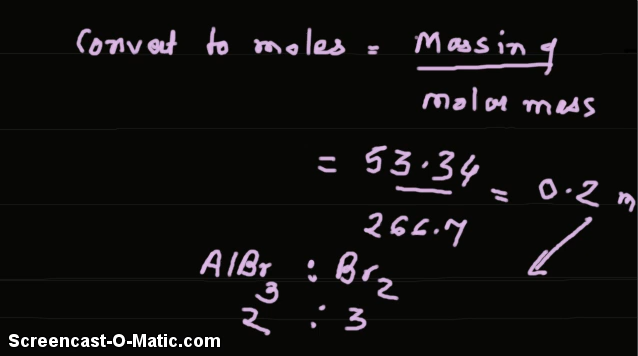 Convert to moles = Mass in g
molar mass
= 53.34 = 0.2 m
266.7
AlBr3 : Br2
2 : 3
Screencast-O-Matic.com